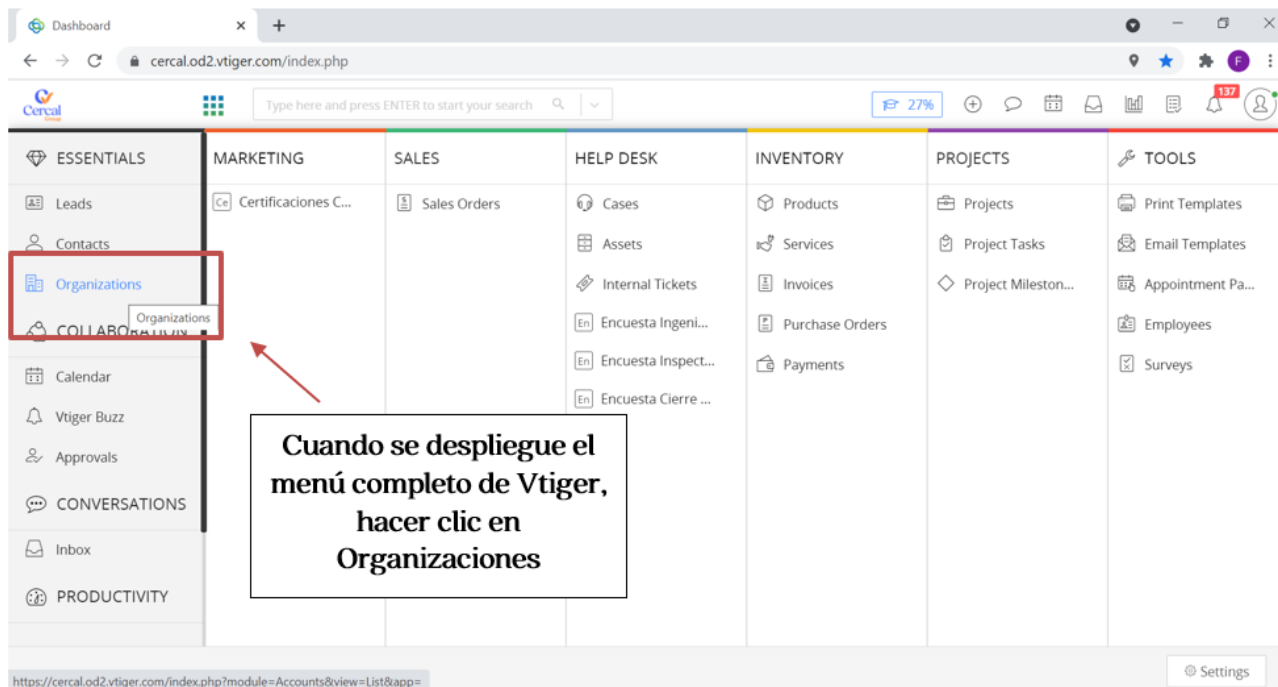 Dashboard
cercal.od2.vtiger.com/index.php
F
Cercal
Group
Type here and press ENTER to start your search
27%
137
ESSENTIALS
Leads
Contacts
Organizations
Organizations
COLLABORATION
Calendar
Vtiger Buzz
Approvals
CONVERSATIONS
Inbox
PRODUCTIVITY
MARKETING
Ce Certificaciones C...
SALES
Sales Orders
HELP DESK
Cases
Assets
Internal Tickets
En Encuesta Ingeni...
En Encuesta Inspect...
En Encuesta Cierre ...
INVENTORY
Products
Services
Invoices
Purchase Orders
Payments
PROJECTS
Projects
Project Tasks
Project Mileston...
TOOLS
Print Templates
Email Templates
Appointment Pa...
Employees
Surveys
Cuando se despliegue el
menú completo de Vtiger,
hacer clic en
Organizaciones
Settings
https://cercal.od2.vtiger.com/index.php?module=Accounts&view=List&app=